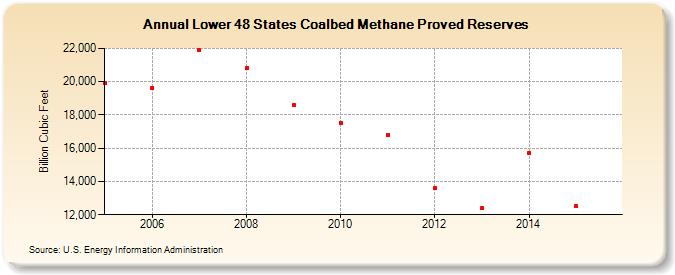 Annual Lower 48 States Coalbed Methane Proved Reserves
Billion Cubic Feet
22,000
20,000
18,000
16,000
14,000
12,000
2006 2008 2010 2012 2014
Source: U.S. Energy Information Administration